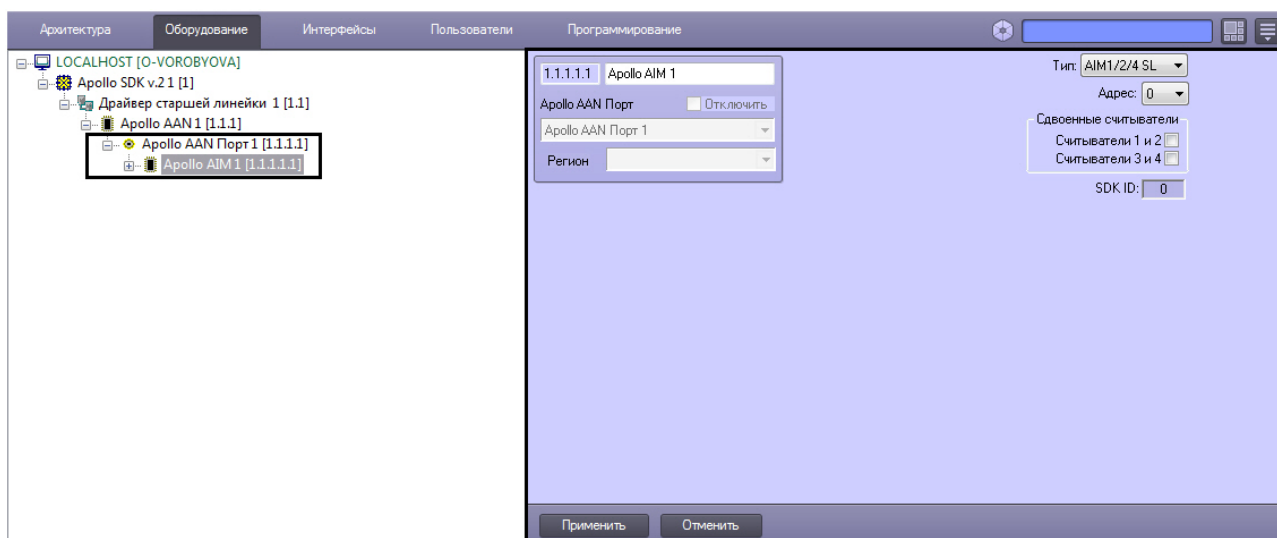 Архитектура Оборудование Интерфейсы Пользователи Программирование
LOCALHOST [O-VOROBYOVA]
Apollo SDK v.2 1 [1]
Драйвер старшей линейки 1 [1.1]
Apollo AAN 1 [1.1.1]
Apollo AAN Порт 1 [1.1.1.1]
Apollo AIM 1 [1.1.1.1.1]
1.1.1.1.1 Apollo AIM 1
Apollo AAN Порт Отключить
Apollo AAN Порт 1
Регион
Тип: AIM1/2/4 SL
Адрес: 0
Сдвоенные считыватели
Считыватели 1 и 2
Считыватели 3 и 4
SDK ID: 0
Применить Отменить